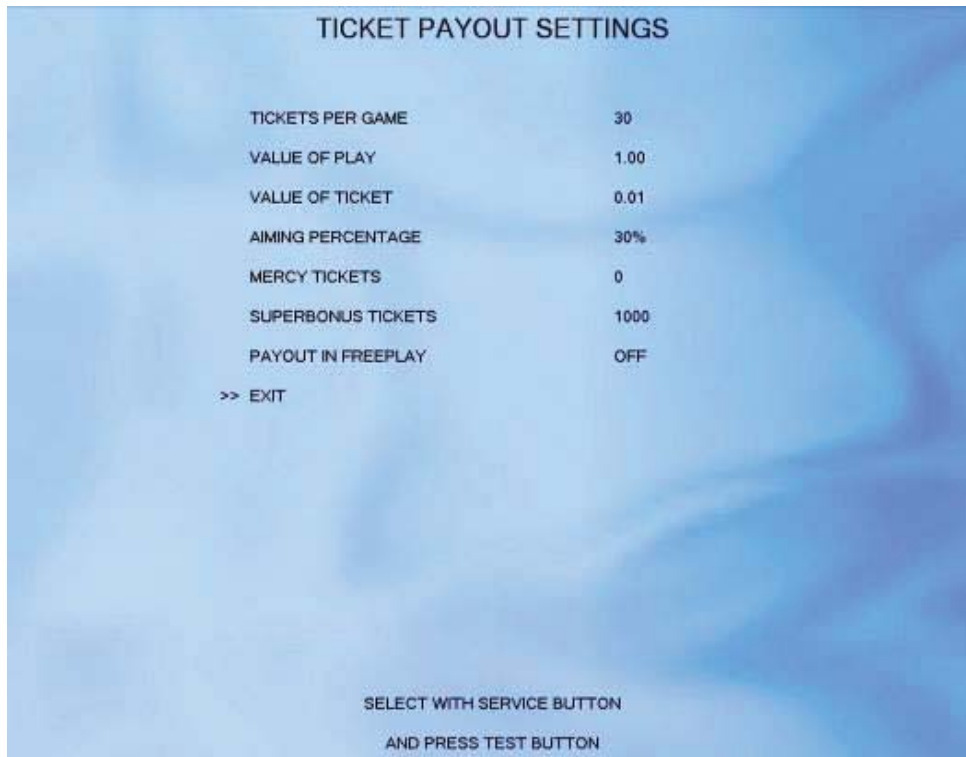 TICKET PAYOUT SETTINGS
TICKETS PER GAME 30
VALUE OF PLAY 1.00
VALUE OF TICKET 0.01
AIMING PERCENTAGE 30%
MERCY TICKETS 0
SUPERBONUS TICKETS 1000
PAYOUT IN FREEPLAY OFF
>> EXIT
SELECT WITH SERVICE BUTTON
AND PRESS TEST BUTTON